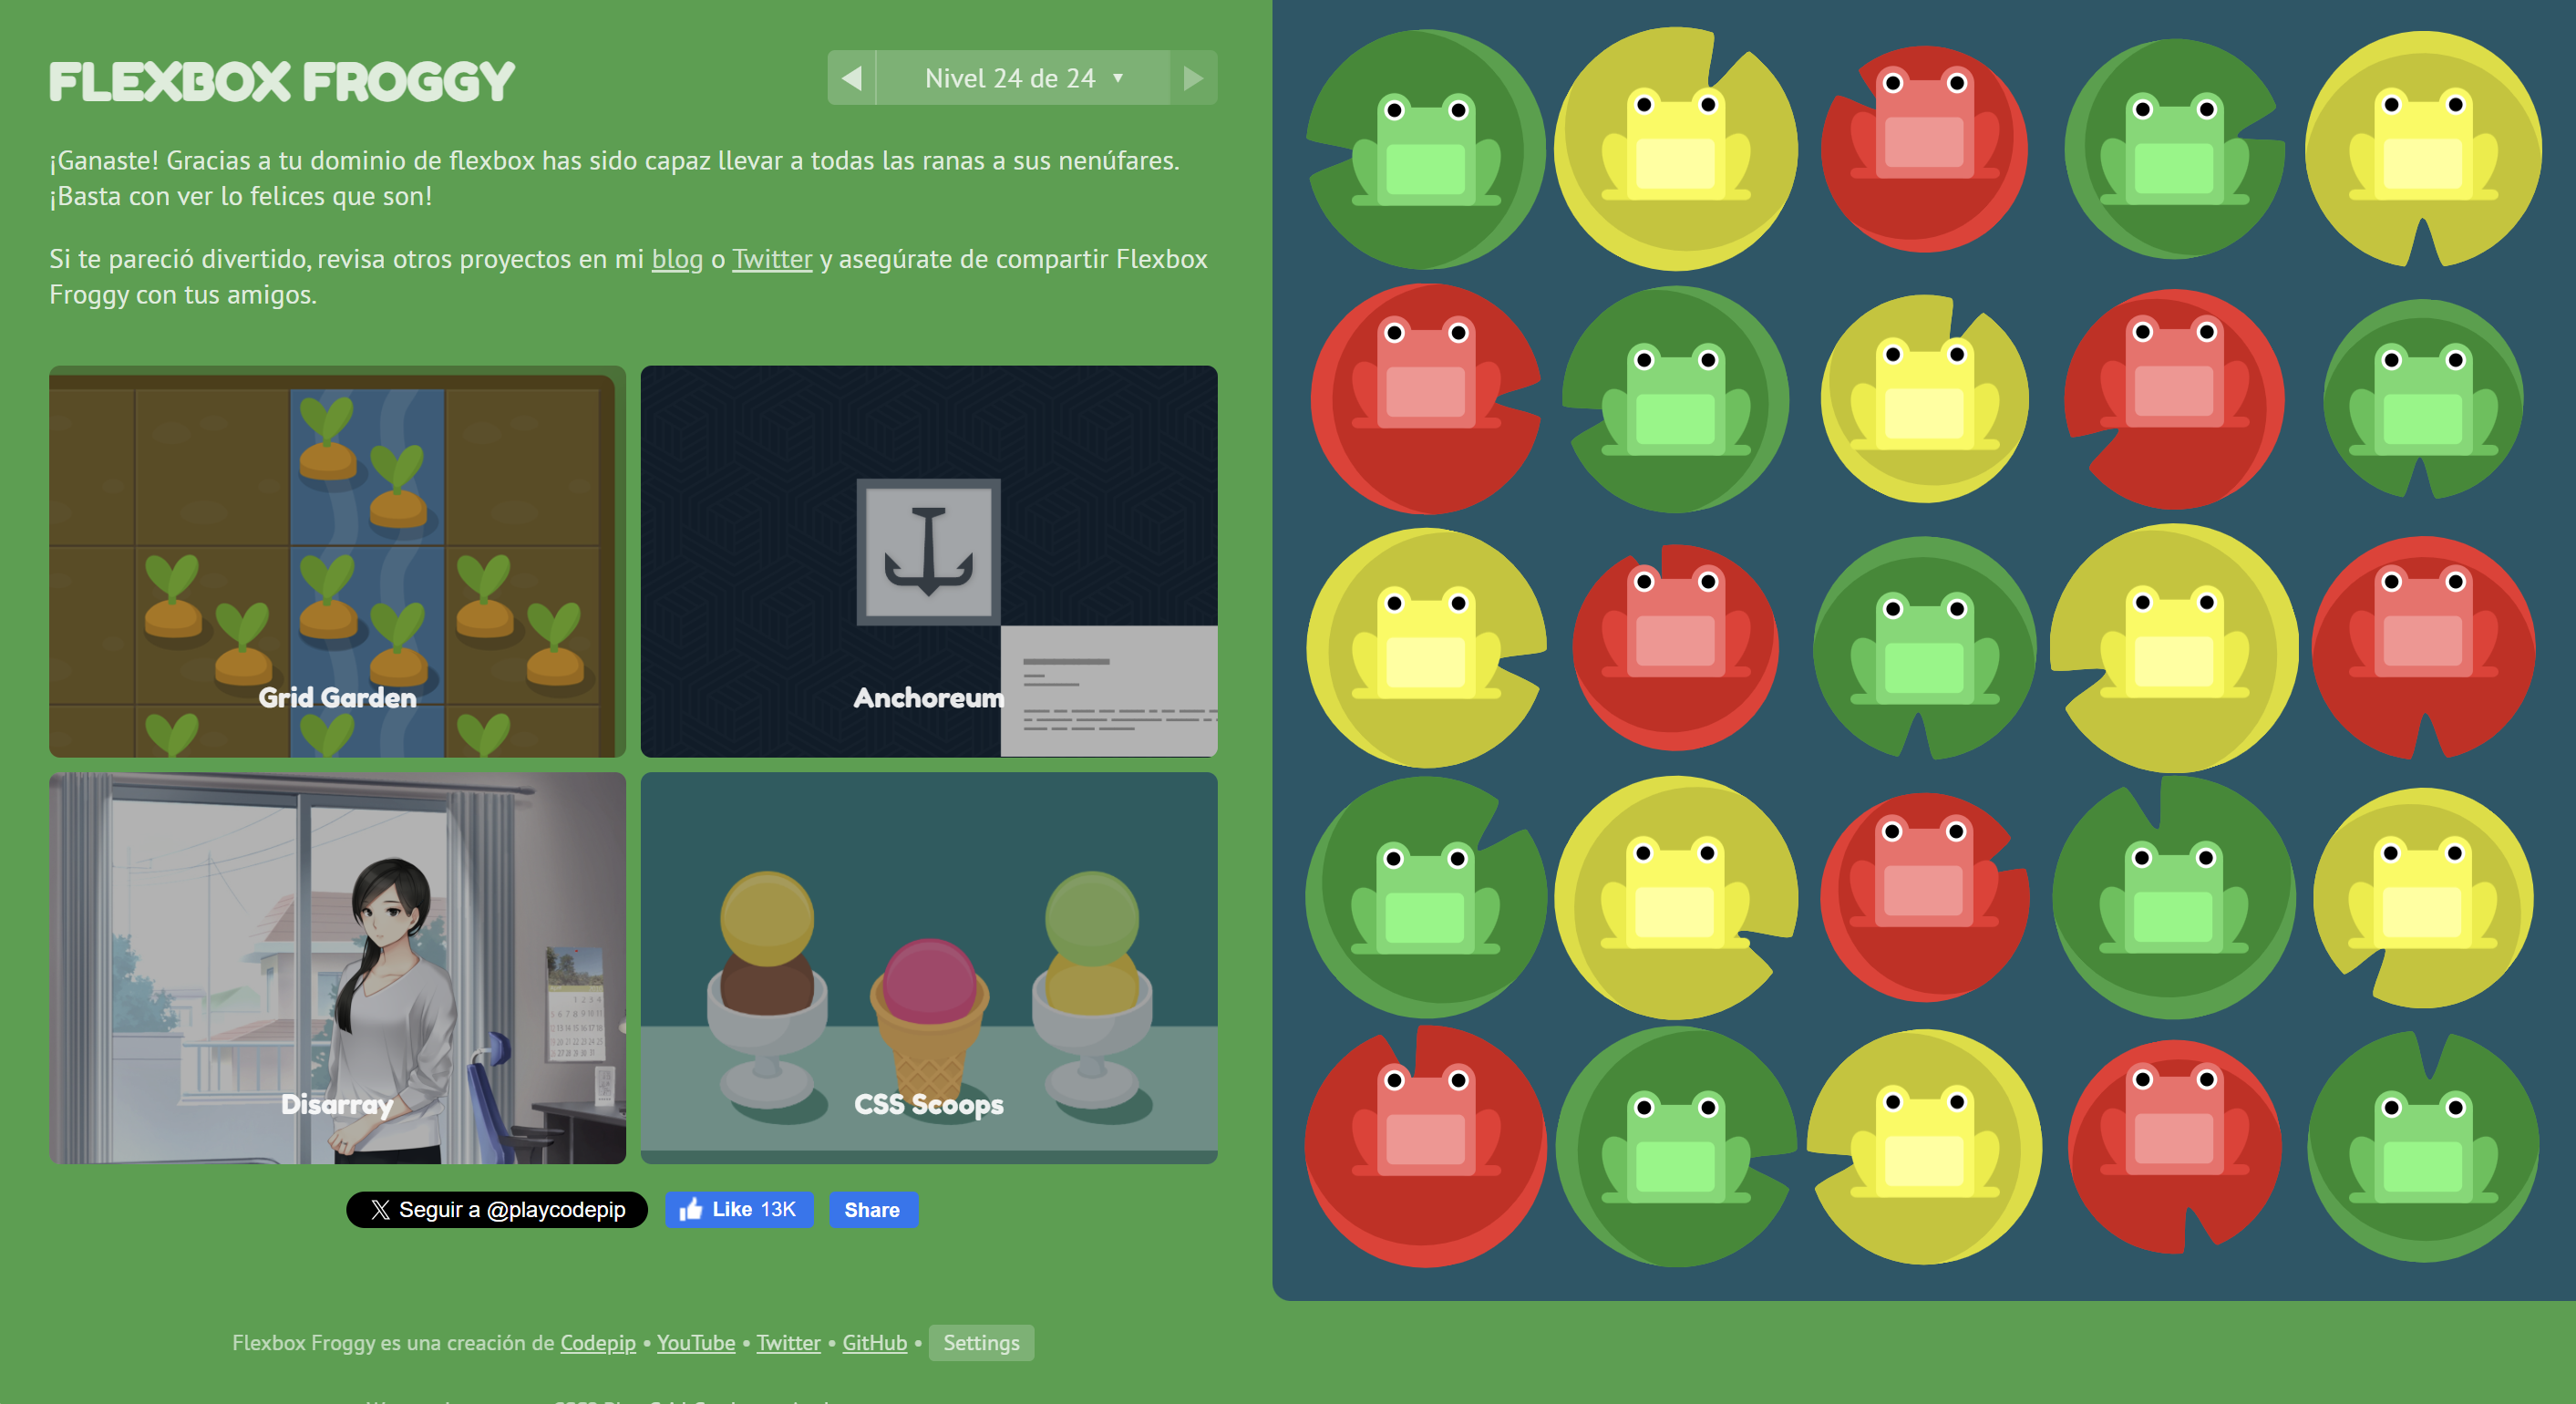 FLEXBOX FROGGY
Nivel 24 de 24
¡Ganaste! Gracias a tu dominio de flexbox has sido capaz llevar a todas las ranas a sus nenúfares.
¡Basta con ver lo felices que son!
Si te pareció divertido, revisa otros proyectos en mi blog o Twitter y asegúrate de compartir Flexbox
Froggy con tus amigos.
Grid Garden
Anchoreum
Disarray
CSS Scoops
Seguir a @playcodepip
Like 13K
Share
Flexbox Froggy es una creación de Codepip • YouTube • Twitter • GitHub • Settings